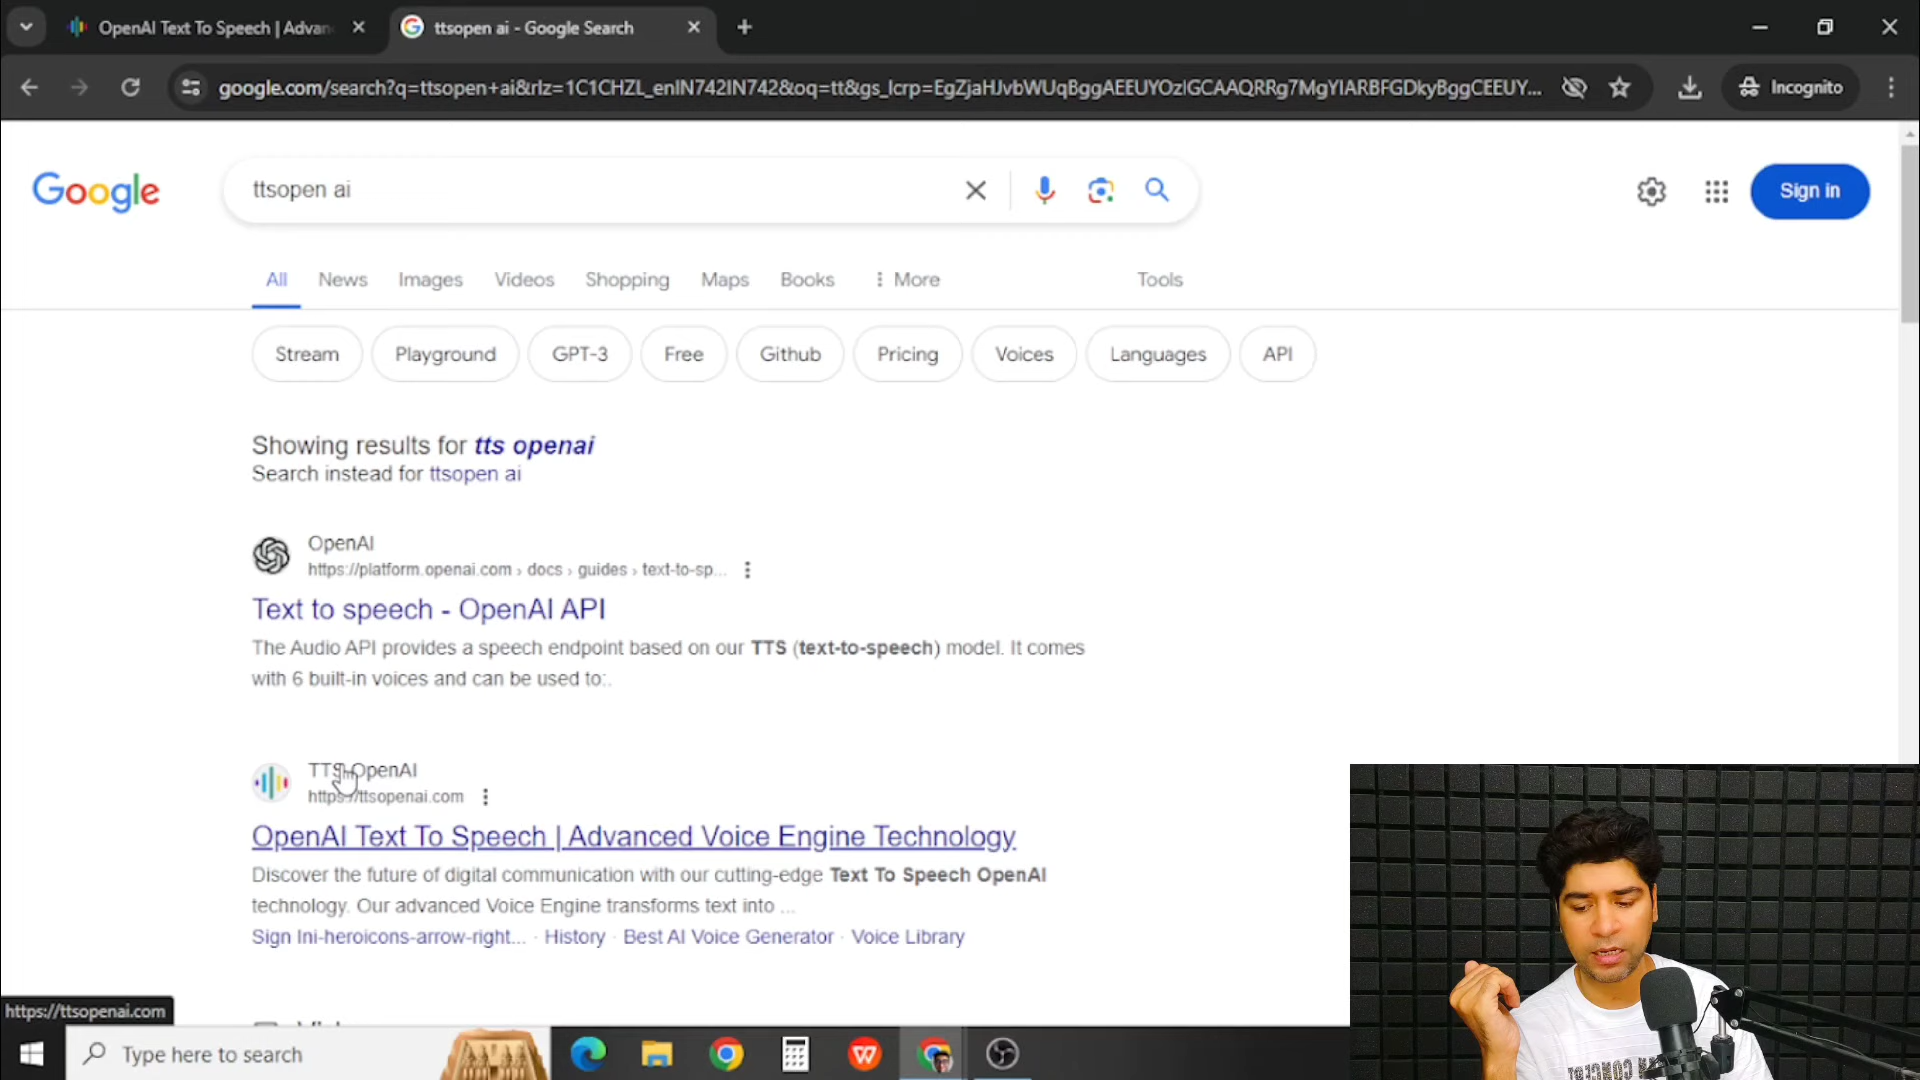 OpenAI Text To Speech | Advan
ttsopen ai - Google Search
google.com/search?q=ttsopen+ai&rlz=1C1CHZL_enIN742IN742&oq=tt&gs_lcrp=EgZjaHJvbWUqBggAEEUYOzIGCAAQRRg7MgYIARBFGDkyBggCEEUY...
Incognito
Google
ttsopen ai
Sign in
All News Images Videos Shopping Maps Books More Tools
Stream Playground GPT-3 Free Github Pricing Voices Languages API
Showing results for tts openai
Search instead for ttsopen ai
OpenAI
https://platform.openai.com › docs › guides › text-to-sp...
Text to speech - OpenAI API
The Audio API provides a speech endpoint based on our TTS (text-to-speech) model. It comes
with 6 built-in voices and can be used to:.
TTS OpenAI
https://ttsopenai.com
OpenAI Text To Speech | Advanced Voice Engine Technology
Discover the future of digital communication with our cutting-edge Text To Speech OpenAI
technology. Our advanced Voice Engine transforms text into ...
Sign Ini-heroicons-arrow-right... · History · Best AI Voice Generator · Voice Library
https://ttsopenai.com
Type here to search